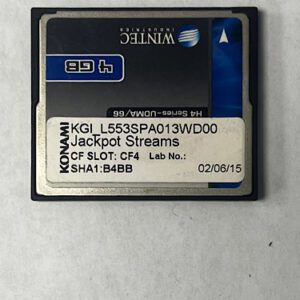 WINTEC
INDUSTRIES
4 GB
H4 Series-UDMA/66
KONAMI
KGI_L553SPA013WD00
Jackpot Streams
CF SLOT: CF4 Lab No.:
SHA1:B4BB 02/06/15